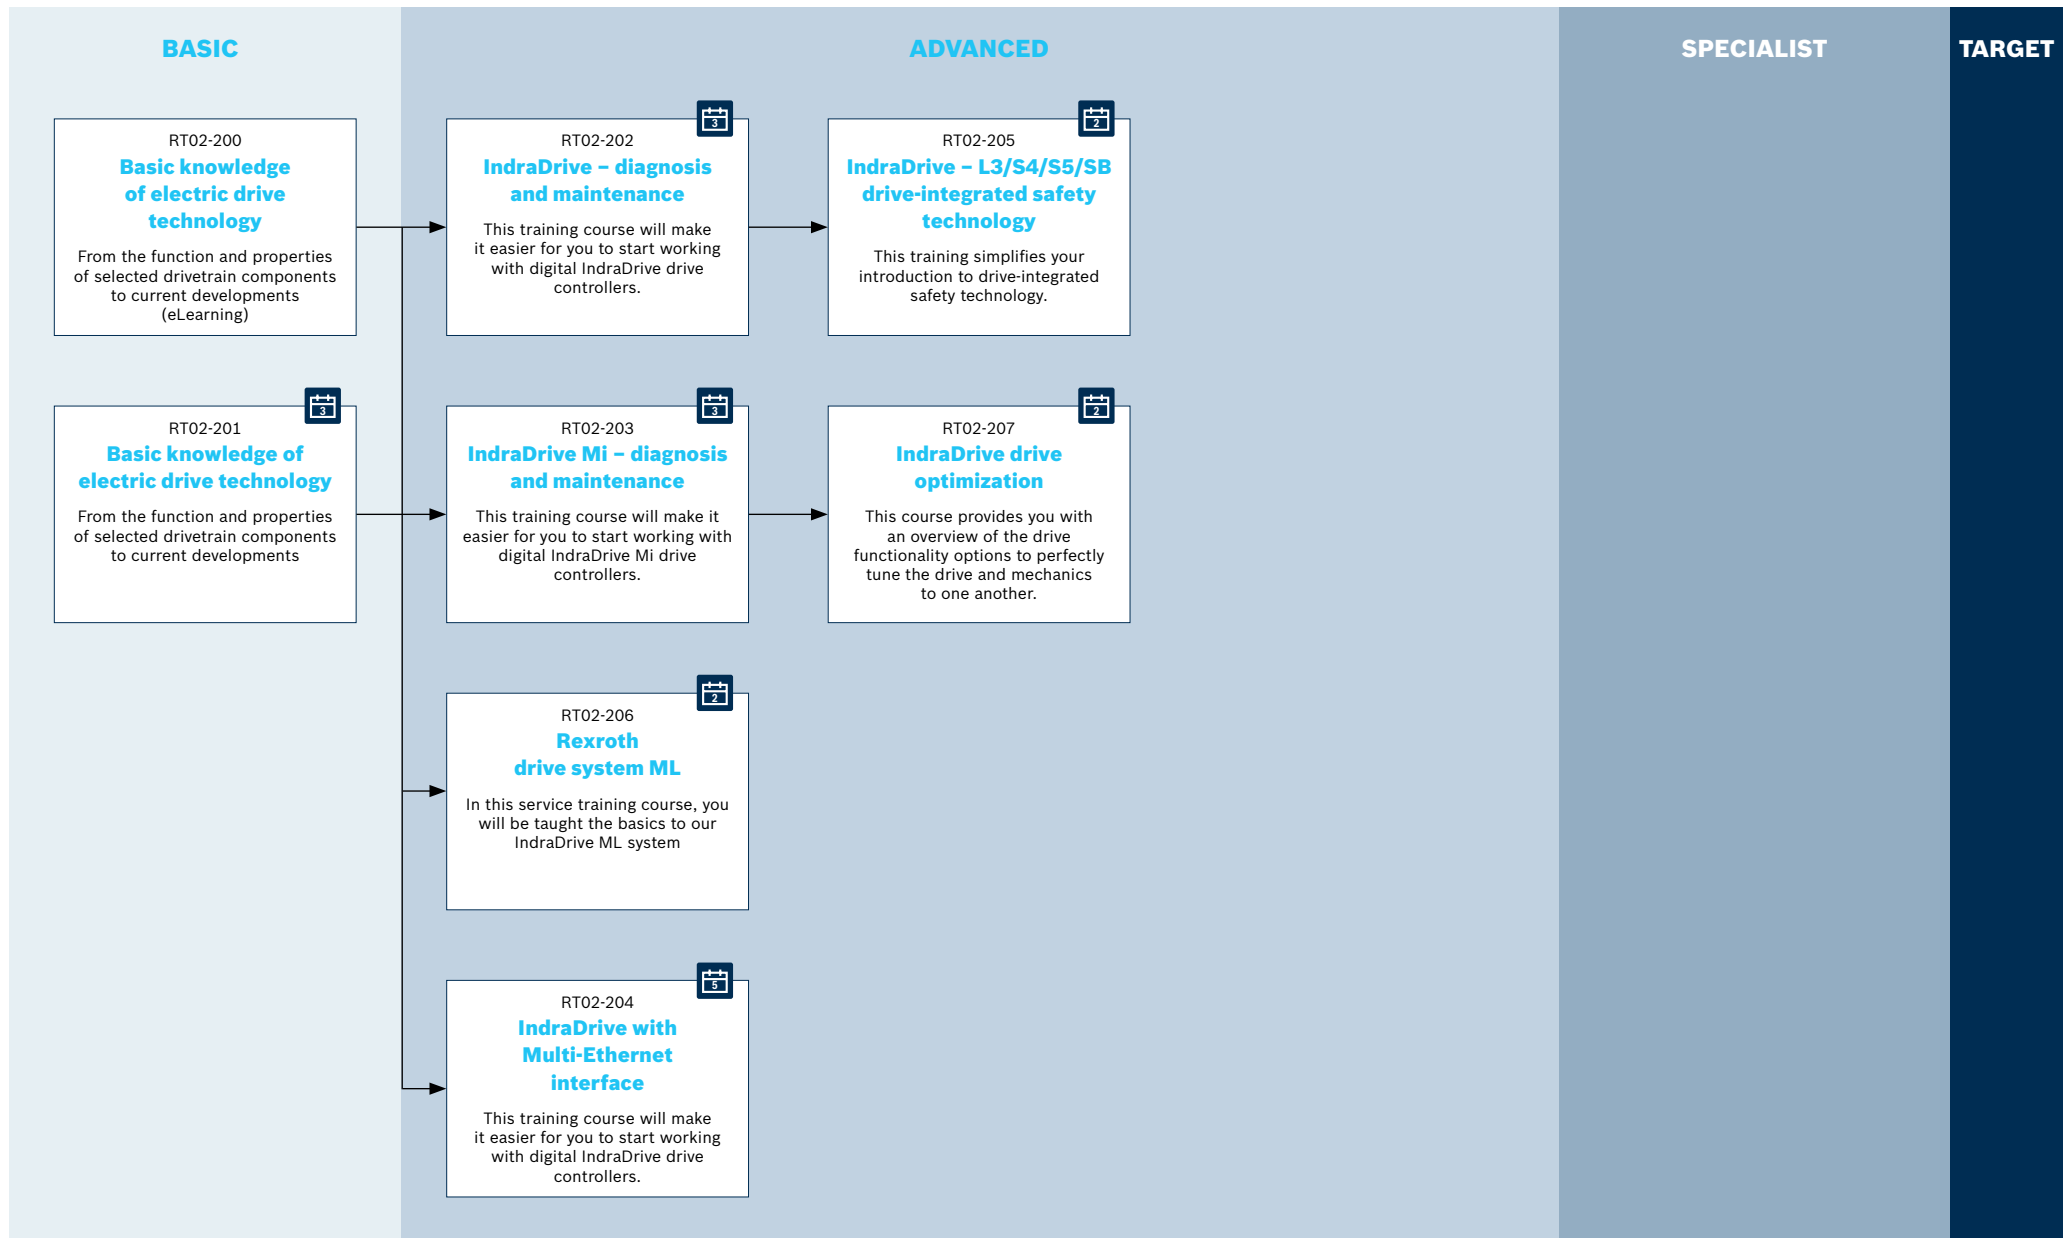 BASIC
ADVANCED
SPECIALIST
TARGET
RT02-200
Basic knowledge
of electric drive
technology
From the function and properties
of selected drivetrain components
to current developments
(eLearning)
3
RT02-202
IndraDrive – diagnosis
and maintenance
This training course will make
it easier for you to start working
with digital IndraDrive drive
controllers.
2
RT02-205
IndraDrive – L3/S4/S5/SB
drive-integrated safety
technology
This training simplifies your
introduction to drive-integrated
safety technology.
3
RT02-201
Basic knowledge of
electric drive technology
From the function and properties
of selected drivetrain components
to current developments
3
RT02-203
IndraDrive Mi – diagnosis
and maintenance
This training course will make it
easier for you to start working with
digital IndraDrive Mi drive
controllers.
2
RT02-207
IndraDrive drive
optimization
This course provides you with
an overview of the drive
functionality options to perfectly
tune the drive and mechanics
to one another.
2
RT02-206
Rexroth
drive system ML
In this service training course, you
will be taught the basics to our
IndraDrive ML system
5
RT02-204
IndraDrive with
Multi-Ethernet
interface
This training course will make
it easier for you to start working
with digital IndraDrive drive
controllers.